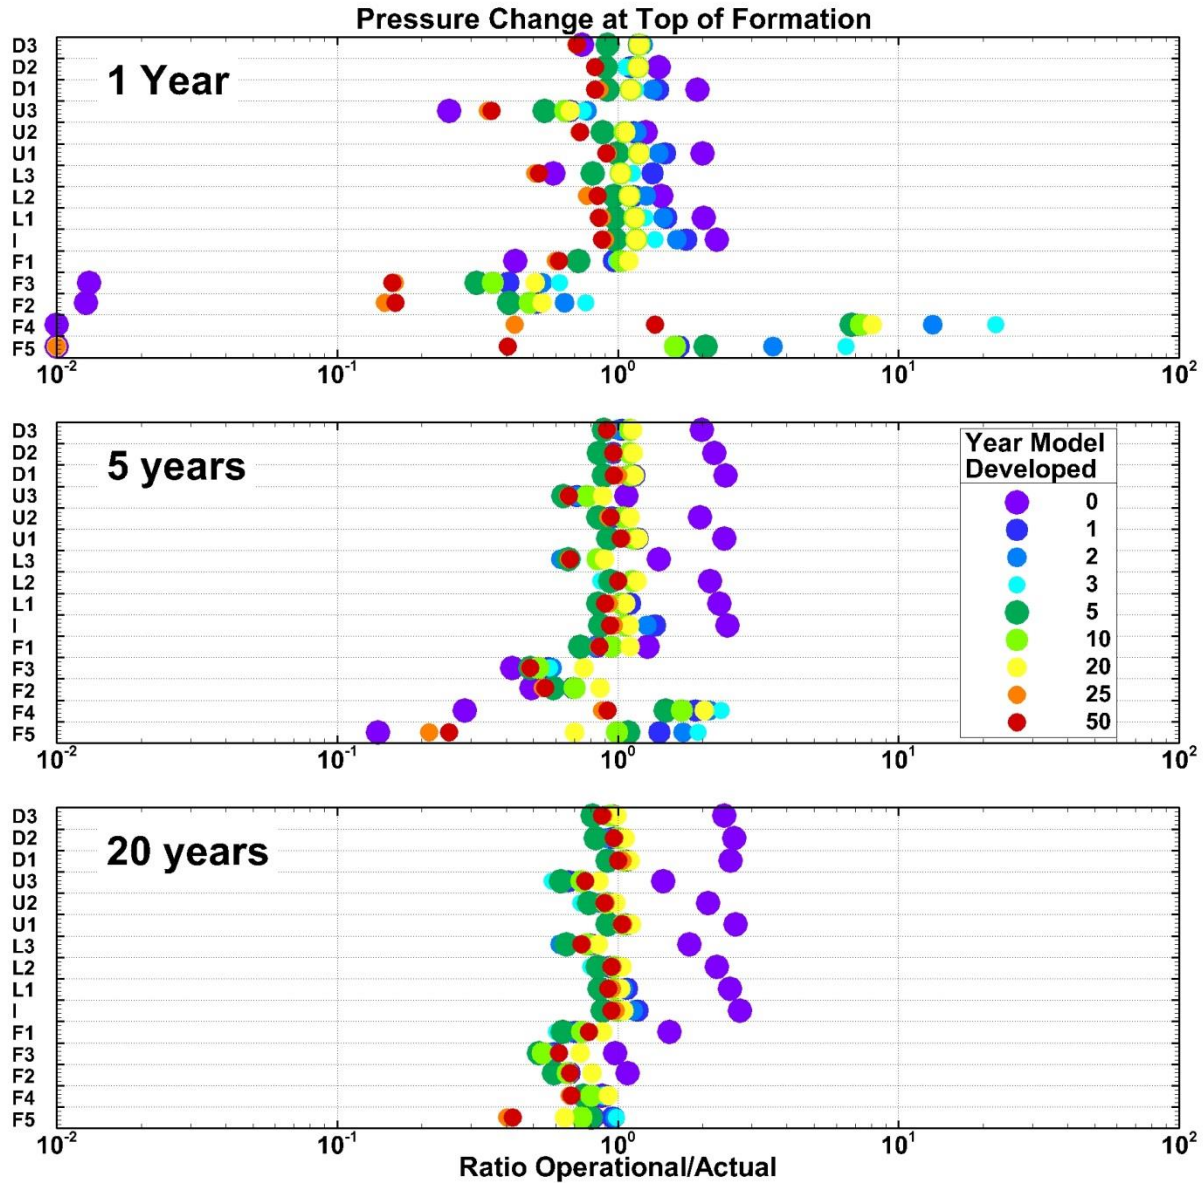 Pressure Change at Top of Formation
1 Year
D3
D2
D1
U3
U2
U1
L3
L2
L1
I
F1
F3
F2
F4
F5
10-2 10-1 100 101 102
5 years
D3
D2
D1
U3
U2
U1
L3
L2
L1
I
F1
F3
F2
F4
F5
10-2 10-1 100 101 102
Year Model
Developed
0
1
2
3
5
10
20
25
50
20 years
D3
D2
D1
U3
U2
U1
L3
L2
L1
I
F1
F3
F2
F4
F5
10-2 10-1 100 101 102
Ratio Operational/Actual